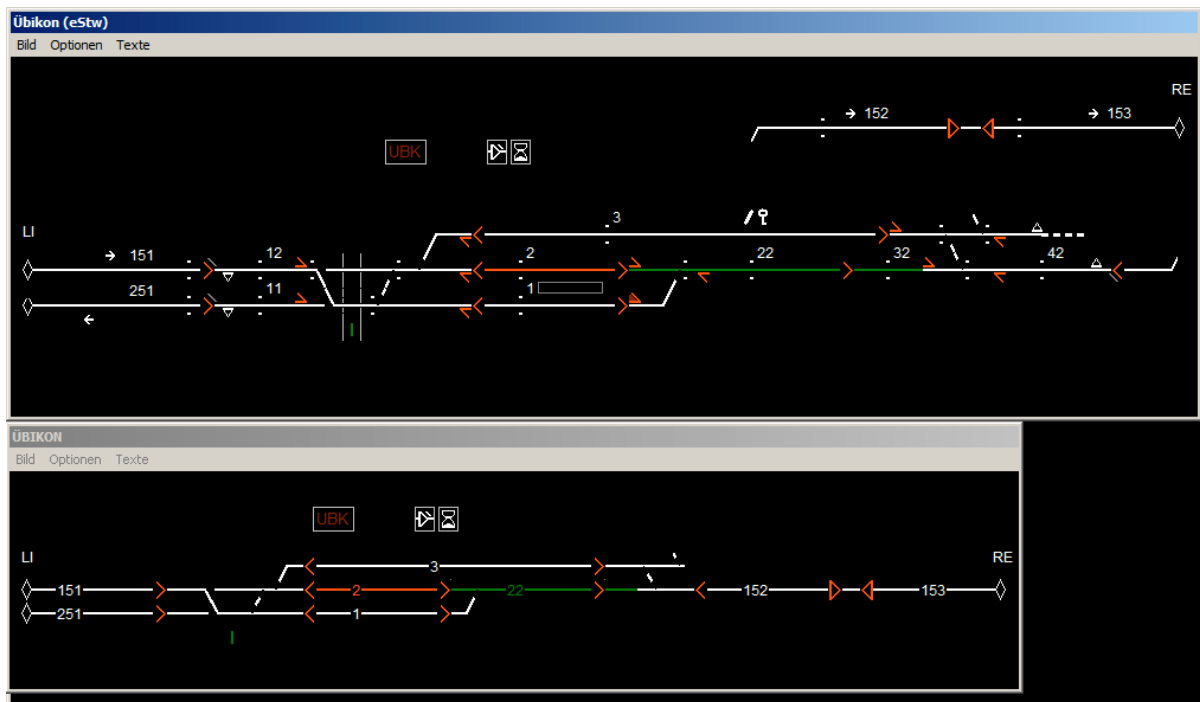 Übikon (eStw)
Bild Optionen Texte
RE
152 153
UBK
3
LI
151 12 2 22 32 42
251 11 1
ÜBIKON
Bild Optionen Texte
UBK
LI RE
3
151 2 22 152 153
251 1